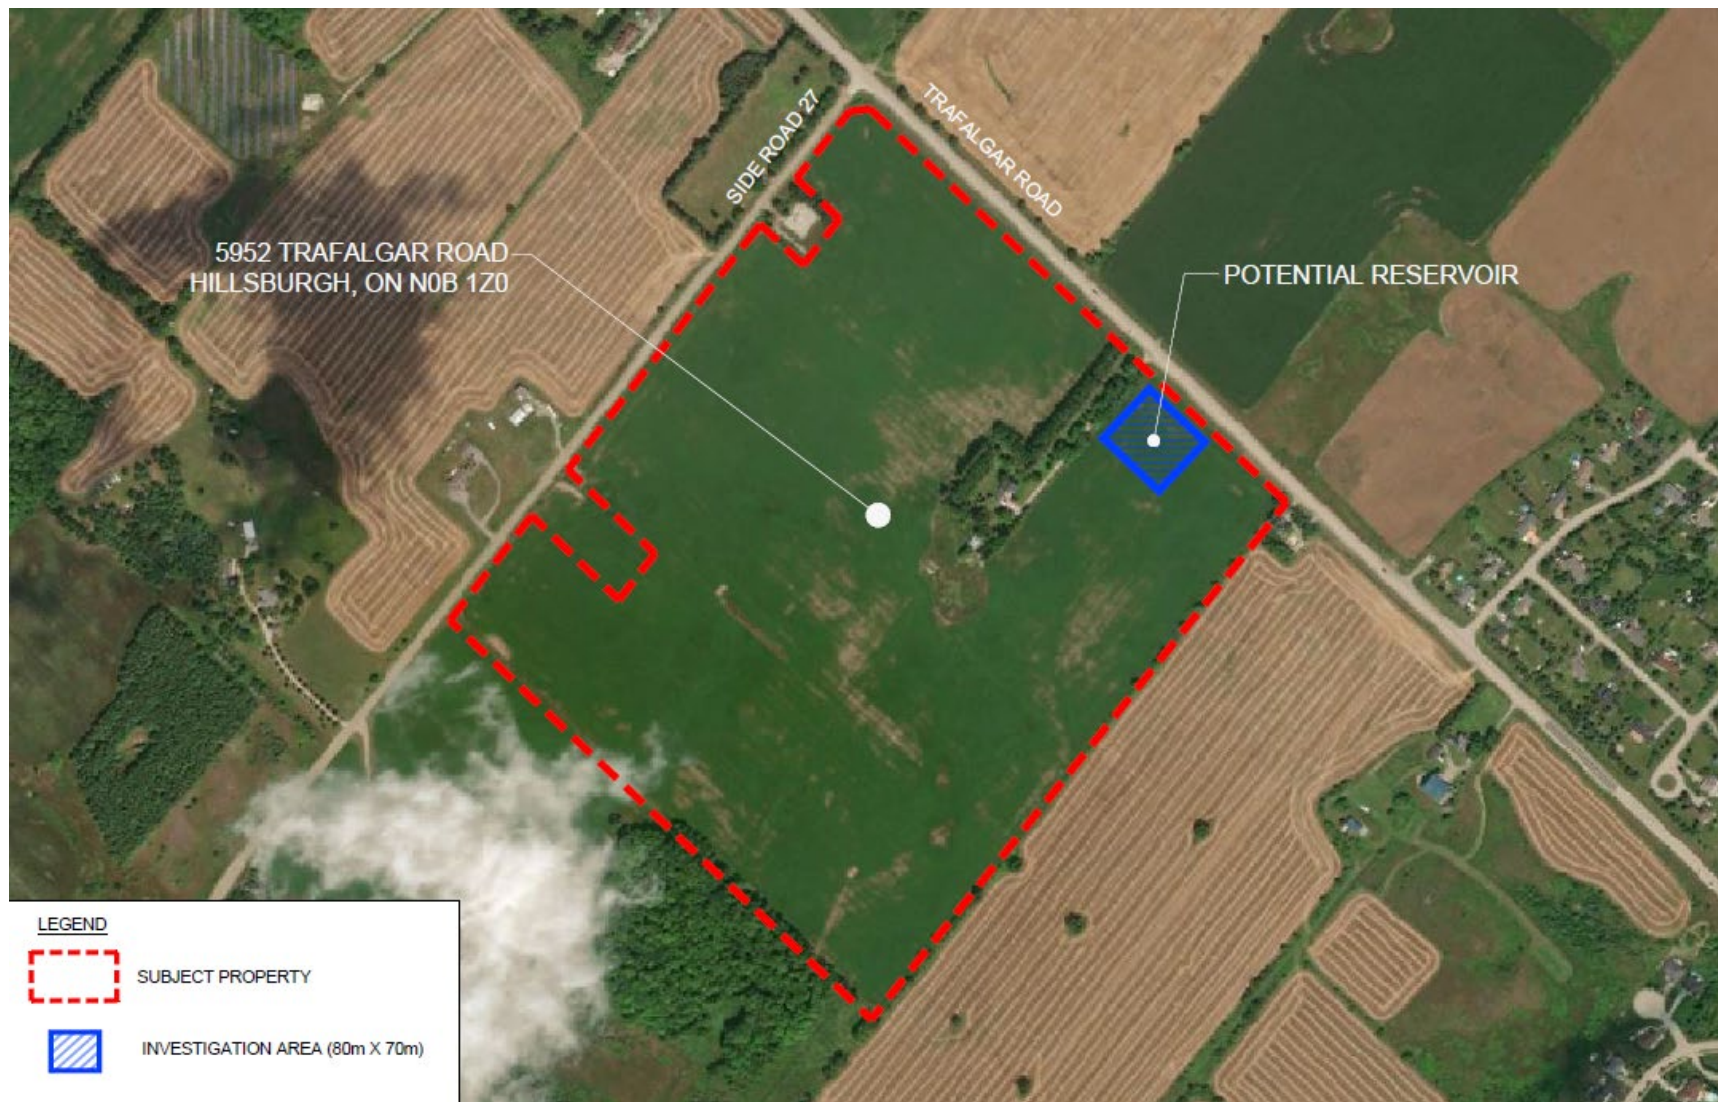 SIDE ROAD 27
TRAFALGAR ROAD
5952 TRAFALGAR ROAD
HILLSBURGH, ON N0B 1Z0
POTENTIAL RESERVOIR
LEGEND
SUBJECT PROPERTY
INVESTIGATION AREA (80m X 70m)